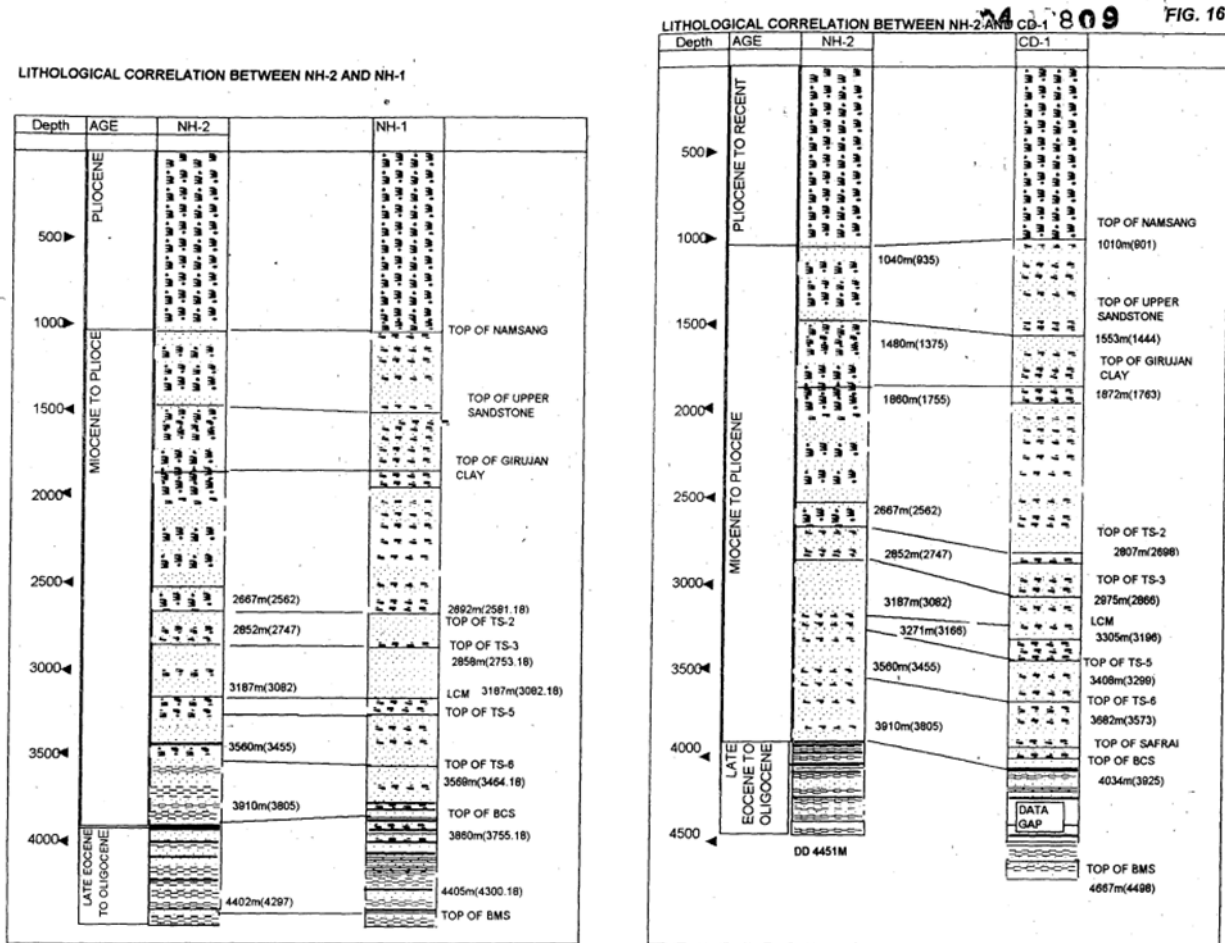 LITHOLOGICAL CORRELATION BETWEEN NH-2 AND NH-1
Depth AGE NH-2 NH-1
PLIOCENE
500
1000
TOP OF NAMSANG
MIOCENE TO PLIOCE
TOP OF UPPER
SANDSTONE
1500
TOP OF GIRUJAN
CLAY
2000
2500
2667m(2562)
2692m(2581.18)
TOP OF TS-2
2852m(2747)
TOP OF TS-3
2858m(2753.18)
3000
3187m(3082)
LCM 3187m(3082.18)
TOP OF TS-5
3500
3560m(3455)
TOP OF TS-6
3569m(3464.18)
3910m(3805)
TOP OF BCS
4000
3860m(3755.18)
LATE EOCENE
TO OLIGOCENE
4402m(4297)
4405m(4300.18)
TOP OF BMS
809
FIG. 16
LITHOLOGICAL CORRELATION BETWEEN NH-2 AND CD-1
Depth AGE NH-2 CD-1
PLIOCENE TO RECENT
500
1000
TOP OF NAMSANG
1040m(935)
1010m(901)
TOP OF UPPER
SANDSTONE
1500
1480m(1375)
1553m(1444)
TOP OF GIRUJAN
CLAY
1860m(1755)
1872m(1763)
2000
MIOCENE TO PLIOCENE
2500
2667m(2562)
TOP OF TS-2
2852m(2747)
2807m(2698)
3000
TOP OF TS-3
2975m(2866)
3187m(3082)
LCM
3271m(3166)
3305m(3196)
3500
3560m(3455)
TOP OF TS-5
3408m(3299)
TOP OF TS-6
3682m(3573)
3910m(3805)
4000
TOP OF SAFRAI
TOP OF BCS
4034m(3925)
LATE
EOCENE TO
OLIGOCENE
DATA
GAP
4500
DD 4451M
TOP OF BMS
4667m(4498)